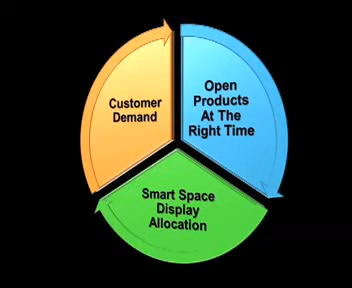 Customer
Demand
Open
Products
At The
Right Time
Smart Space
Display
Allocation